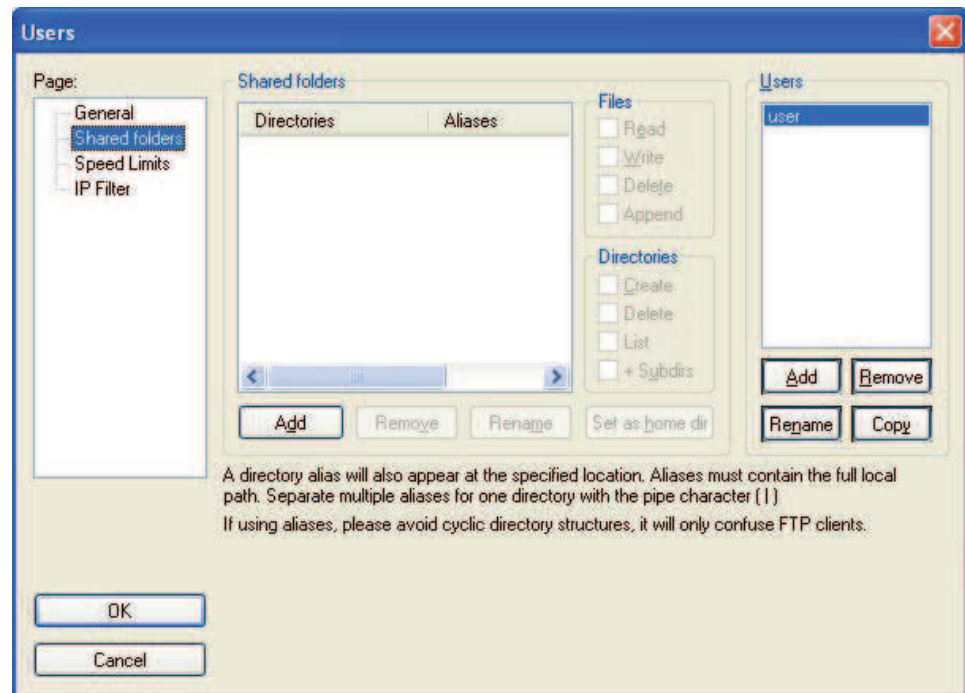 Users
Page:
General
Shared folders
Speed Limits
IP Filter
Shared folders
Directories Aliases
Files
Read
Write
Delete
Append
Directories
Create
Delete
List
+ Subdirs
Add Remove Rename Set as home dir
Users
user
Add Remove
Rename Copy
A directory alias will also appear at the specified location. Aliases must contain the full local
path. Separate multiple aliases for one directory with the pipe character ( | )
If using aliases, please avoid cyclic directory structures, it will only confuse FTP clients.
OK
Cancel